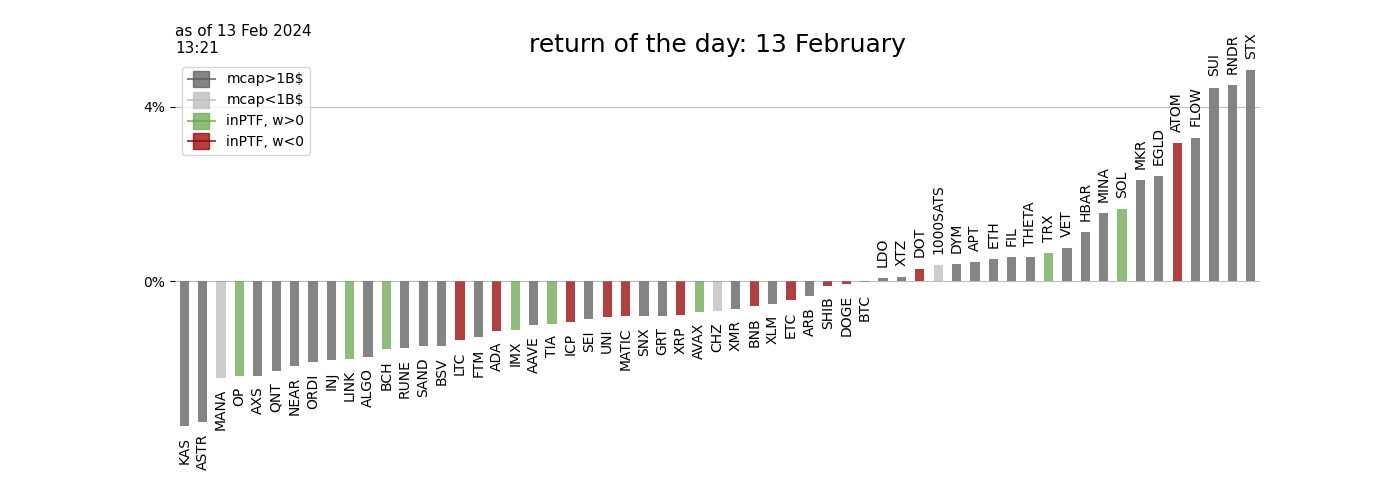 as of 13 Feb 2024
13:21
return of the day: 13 February
mcap>1B$
mcap<1B$
inPTF, w>0
inPTF, w<0
4%
0%
KAS
ASTR
MANA
OP
AXS
QNT
NEAR
ORDI
INJ
LINK
ALGO
BCH
RUNE
SAND
BSV
LTC
FTM
ADA
IMX
AAVE
TIA
ICP
SEI
UNI
MATIC
SNX
GRT
XRP
AVAX
CHZ
XMR
BNB
XLM
ETC
ARB
SHIB
DOGE
BTC
LDO
XTZ
DOT
1000SATS
DYM
APT
ETH
FIL
THETA
TRX
VET
HBAR
MINA
SOL
MKR
EGLD
ATOM
FLOW
SUI
RNDR
STX